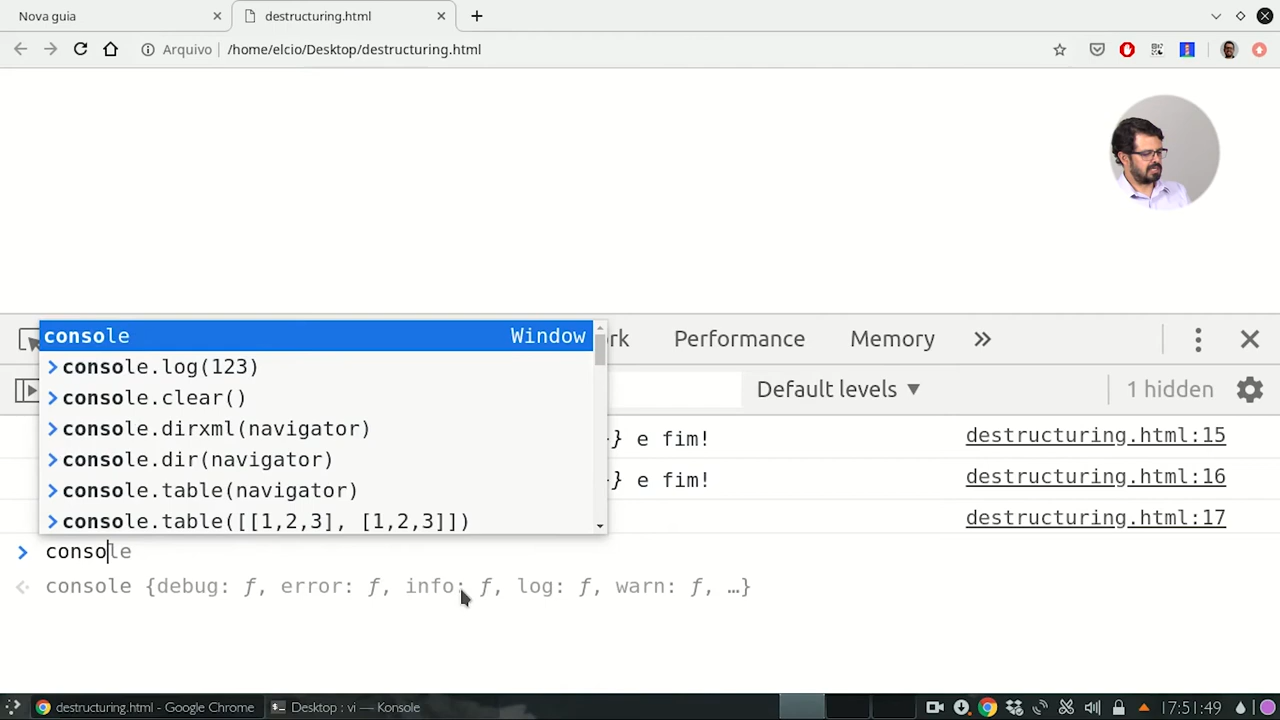 Nova guia
destructuring.html
Arquivo /home/elcio/Desktop/destructuring.html
rk Performance Memory
Default levels 1 hidden
console Window
console.log(123)
console.clear()
console.dirxml(navigator)
console.dir(navigator)
console.table(navigator)
console.table([[1,2,3], [1,2,3]])
} e fim! destructuring.html:15
} e fim! destructuring.html:16
destructuring.html:17
console
console {debug: ƒ, error: ƒ, info: ƒ, log: ƒ, warn: ƒ, …}
destructuring.html - Google Chrome
Desktop : vi — Konsole
17:51:49